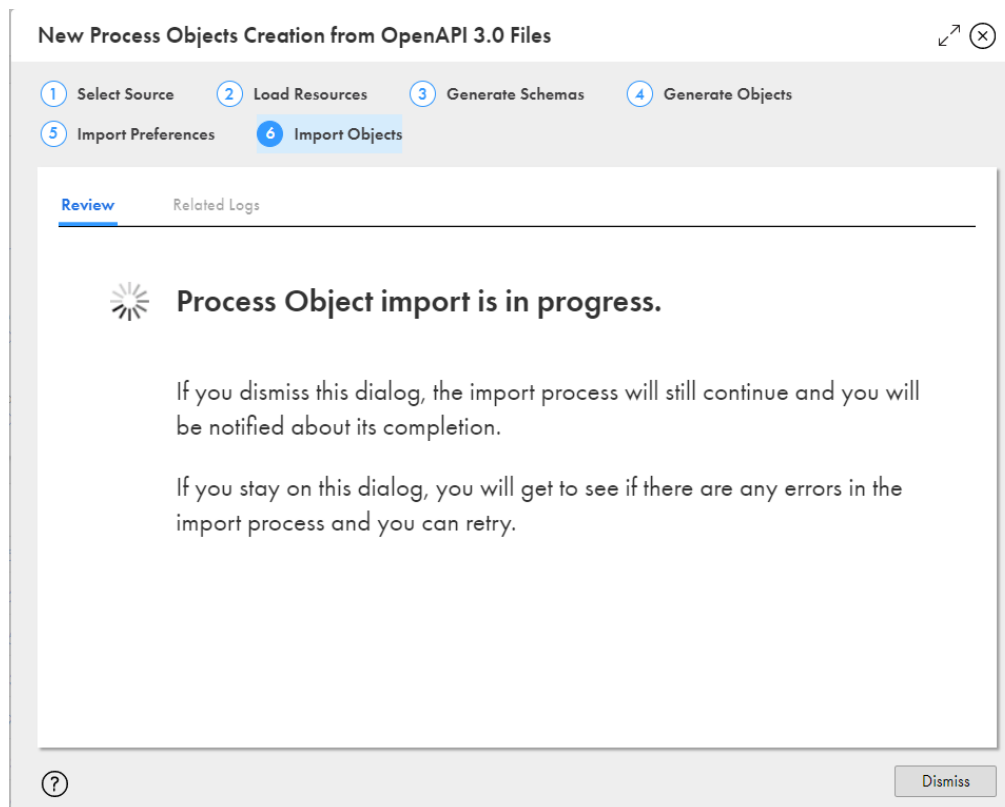 New Process Objects Creation from OpenAPI 3.0 Files
1 Select Source 2 Load Resources 3 Generate Schemas 4 Generate Objects
5 Import Preferences 6 Import Objects
Review Related Logs
Process Object import is in progress.
If you dismiss this dialog, the import process will still continue and you will
be notified about its completion.
If you stay on this dialog, you will get to see if there are any errors in the
import process and you can retry.
? Dismiss